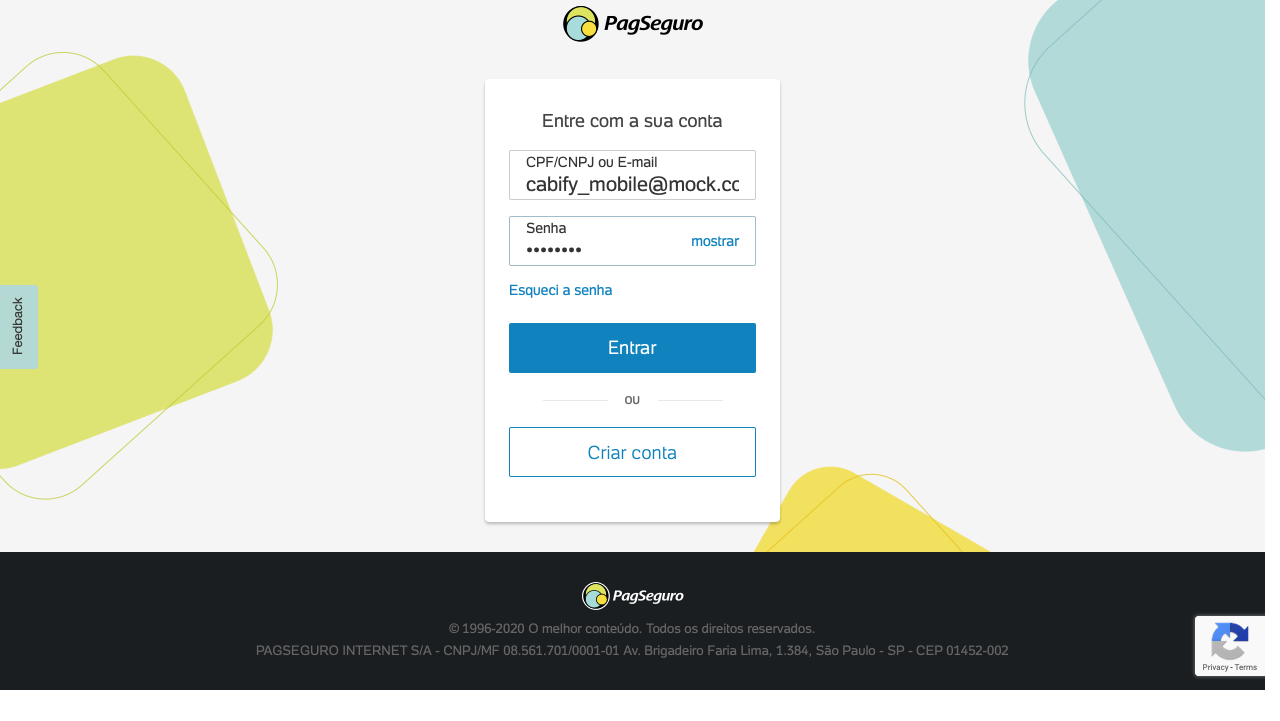 PagSeguro
Entre com a sua conta
CPF/CNPJ ou E-mail
cabify_mobile@mock.cc
Senha
mostrar
Esqueci a senha
Entrar
ou
Criar conta
Feedback
PagSeguro
© 1996-2020 O melhor conteúdo. Todos os direitos reservados.
PAGSEGURO INTERNET S/A - CNPJ/MF 08.561.701/0001-01 Av. Brigadeiro Faria Lima, 1.384, São Paulo - SP - CEP 01452-002
Privacy - Terms